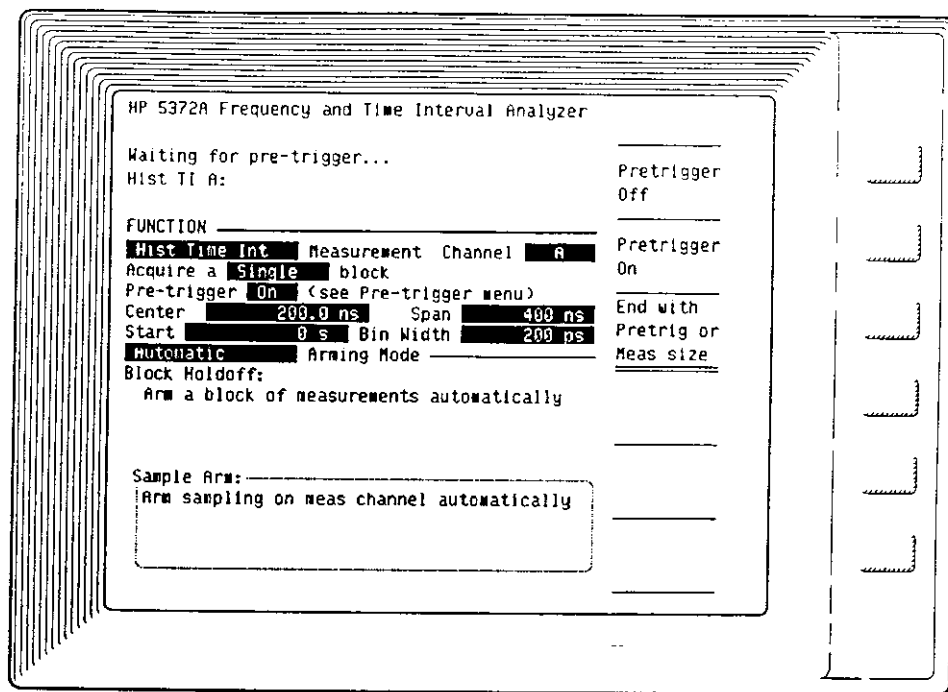 HP 5372A Frequency and Time Interval Analyzer
Waiting for pre-trigger...
Hist TI A:
FUNCTION
Hist Time Int Measurement Channel A
Acquire a Single block
Pre-trigger On (see Pre-trigger menu)
Center 200.0 ns Span 400 ns
Start 0 s Bin Width 200 ps
Automatic Arming Mode
Block Holdoff:
Arm a block of measurements automatically
Sample Arm:
Arm sampling on meas channel automatically
Pretrigger
Off
Pretrigger
On
End with
Pretrig or
Meas size